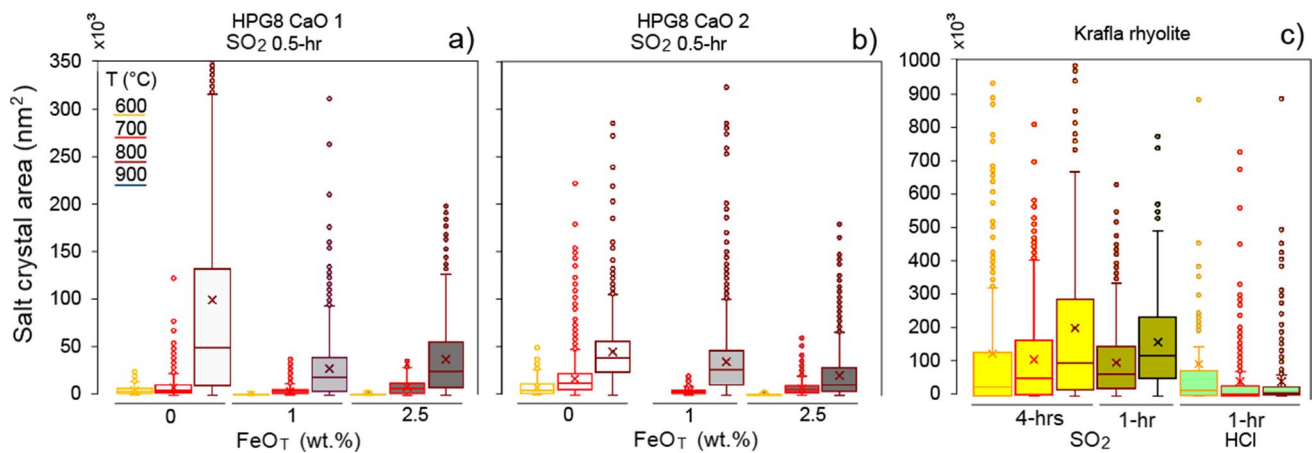 HPG8 CaO 1
SO2 0.5-hr
a)
x10³
Salt crystal area (nm²)
350
300
250
200
150
100
50
0
T (°C)
600
700
800
900
0
1
2.5
FeOT (wt.%)
HPG8 CaO 2
SO2 0.5-hr
b)
0
1
2.5
FeOT (wt.%)
Krafla rhyolite
c)
x10³
1000
900
800
700
600
500
400
300
200
100
0
4-hrs
1-hr
1-hr
SO2
HCl